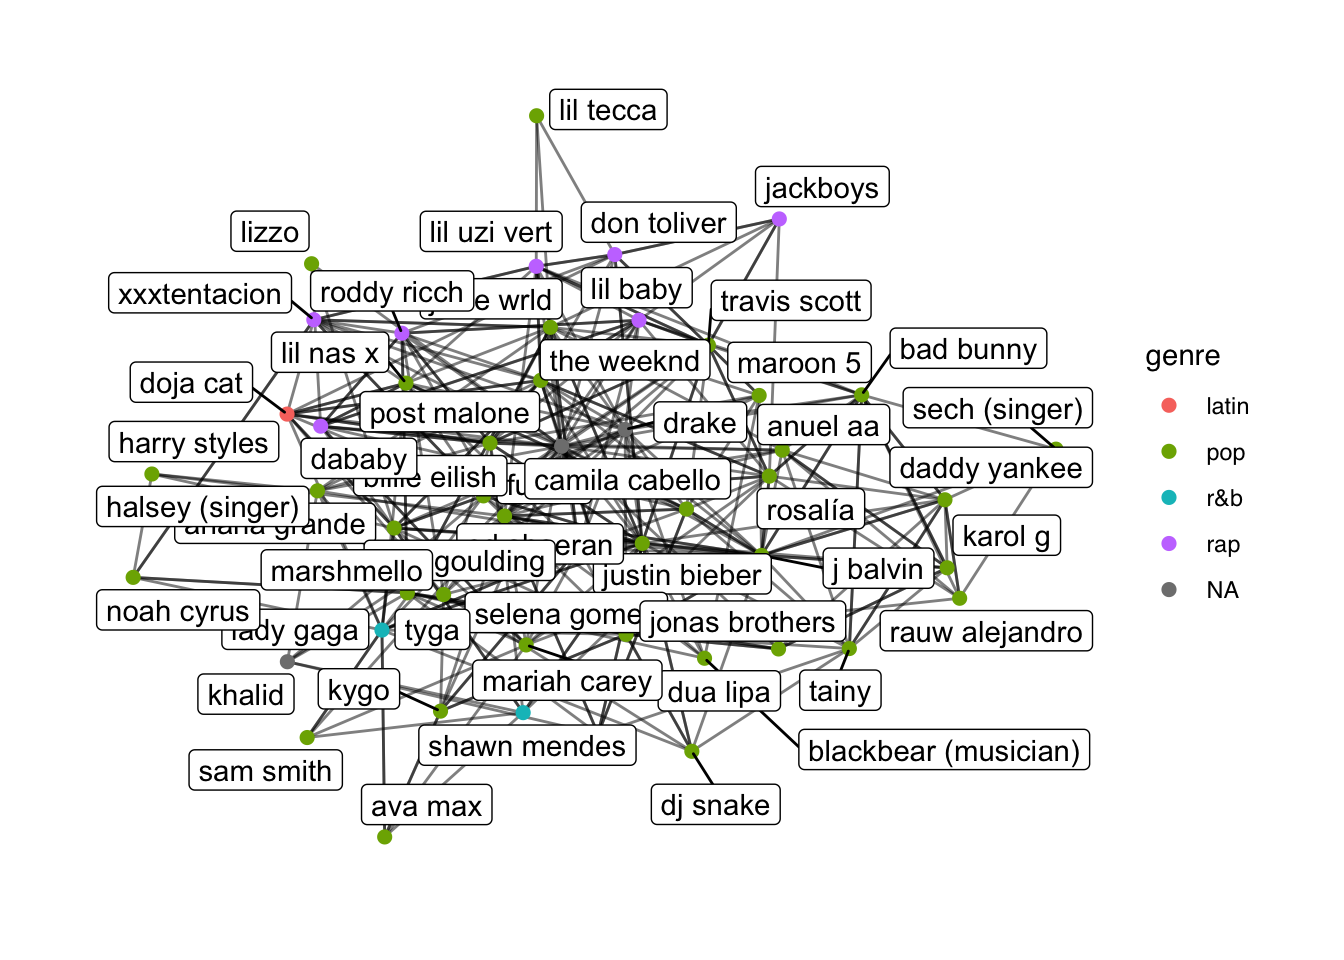 lil tecca
jackboys
don toliver
lil uzi vert
lizzo
xxxtentacion
roddy ricch
e wrld
lil baby
travis scott
lil nas x
the weeknd
maroon 5
bad bunny
doja cat
post malone
drake
anuel aa
sech (singer)
harry styles
dababy
eilish
camila cabello
daddy yankee
halsey (singer)
grande
rosalía
karol g
eran
marshmello
goulding
justin bieber
j balvin
noah cyrus
lady gaga
tyga
selena gome
jonas brothers
rauw alejandro
khalid
kygo
mariah carey
dua lipa
tainy
shawn mendes
blackbear (musician)
sam smith
ava max
dj snake
genre
latin
pop
r&b
rap
NA